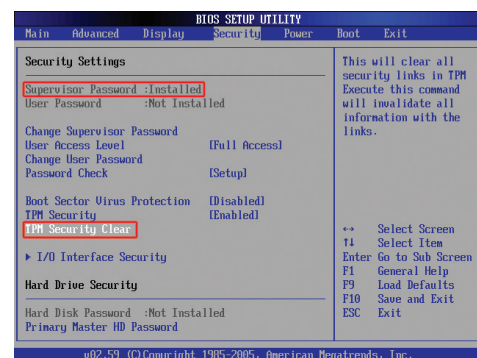 BIOS SETUP UTILITY
Main Advanced Display Security Power Boot Exit
Security Settings
Supervisor Password :Installed
User Password :Not Installed
Change Supervisor Password
User Access Level [Full Access]
Change User Password
Password Check [Setup]
Boot Sector Virus Protection [Disabled]
TPM Security [Enabled]
TPM Security Clear
▶ I/O Interface Security
Hard Drive Security
Hard Disk Password :Not Installed
Primary Master HD Password
This will clear all
security links in TPM
Execute this command
will invalidate all
information with the
links.
↔ Select Screen
↑↓ Select Item
Enter Go to Sub Screen
F1 General Help
F9 Load Defaults
F10 Save and Exit
ESC Exit
v02.59 (C)Copyright 1985-2005, American Megatrends, Inc.